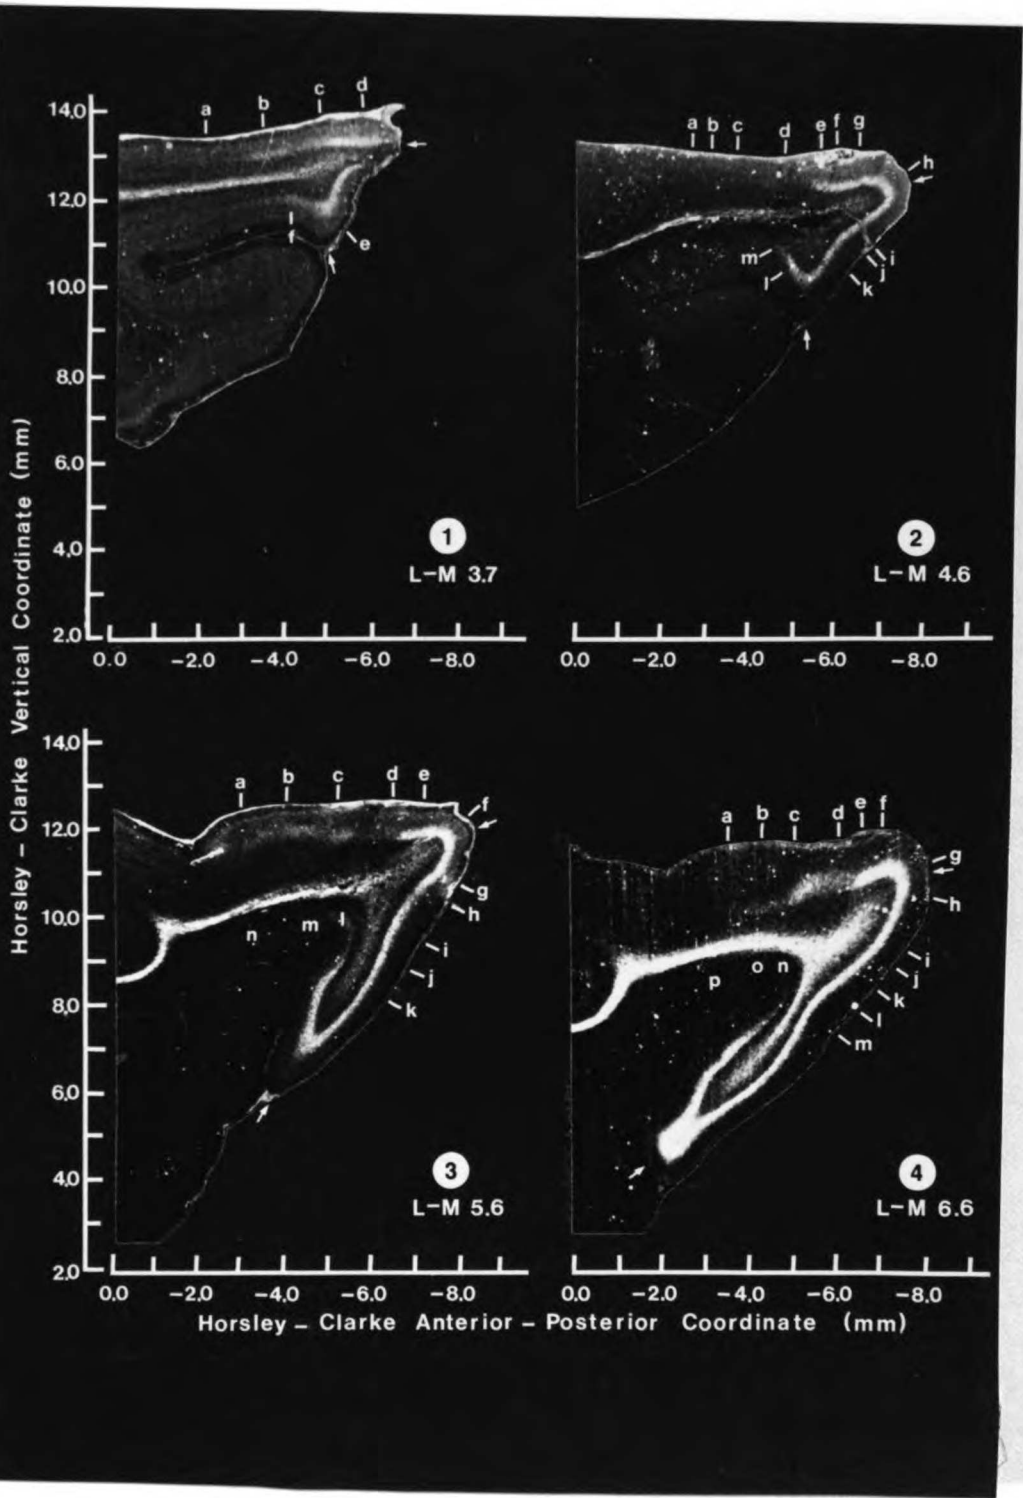 14.0
12.0
10.0
8.0
6.0
4.0
2.0
a b c d
e
f
1
L–M 3.7
0.0 –2.0 –4.0 –6.0 –8.0
a b c d e f g
h
i
j
k
l
m
2
L–M 4.6
0.0 –2.0 –4.0 –6.0 –8.0
Horsley – Clarke Vertical Coordinate (mm)
14.0
12.0
10.0
8.0
6.0
4.0
2.0
a b c d e
f
g
h
i
j
k
l
m
n
3
L–M 5.6
0.0 –2.0 –4.0 –6.0 –8.0
a b c d e f
g
h
i
j
k
l
m
n
o
p
4
L–M 6.6
0.0 –2.0 –4.0 –6.0 –8.0
Horsley – Clarke Anterior – Posterior Coordinate (mm)